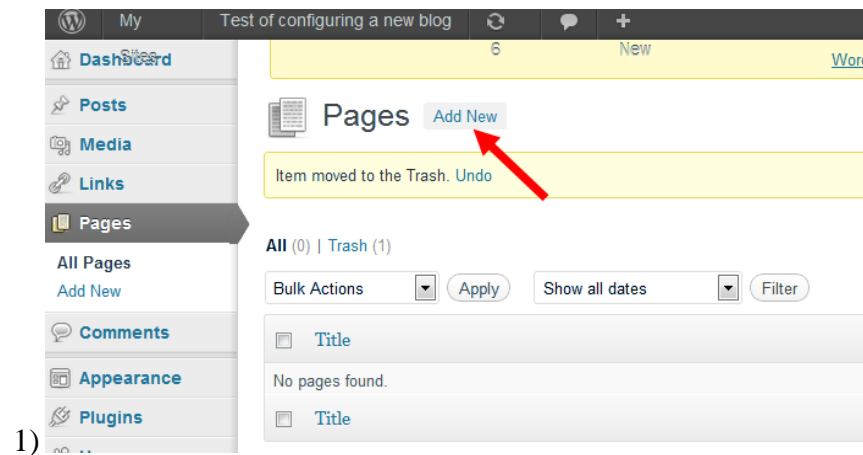 My Test of configuring a new blog
Sites 6 New
Dashboard
Posts
Media
Links
Pages
All Pages
Add New
Comments
Appearance
Plugins
1)
Pages Add New
Item moved to the Trash. Undo
All (0) | Trash (1)
Bulk Actions Apply Show all dates Filter
Title
No pages found.
Title